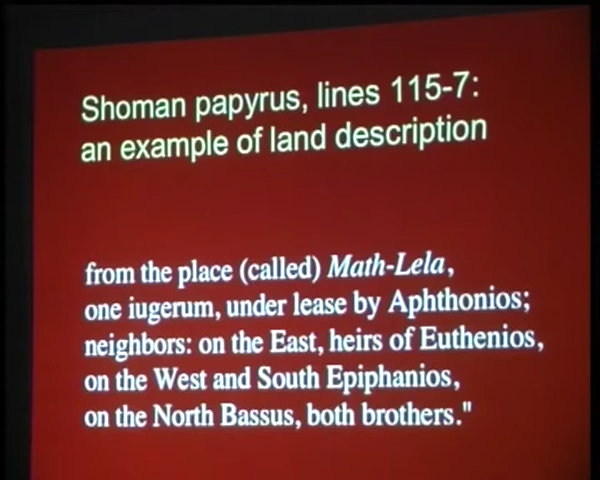 Shoman papyrus, lines 115-7:
an example of land description
from the place (called) Math-Lela,
one iugerum, under lease by Aphthonios;
neighbors: on the East, heirs of Euthenios,
on the West and South Epiphanios,
on the North Bassus, both brothers."